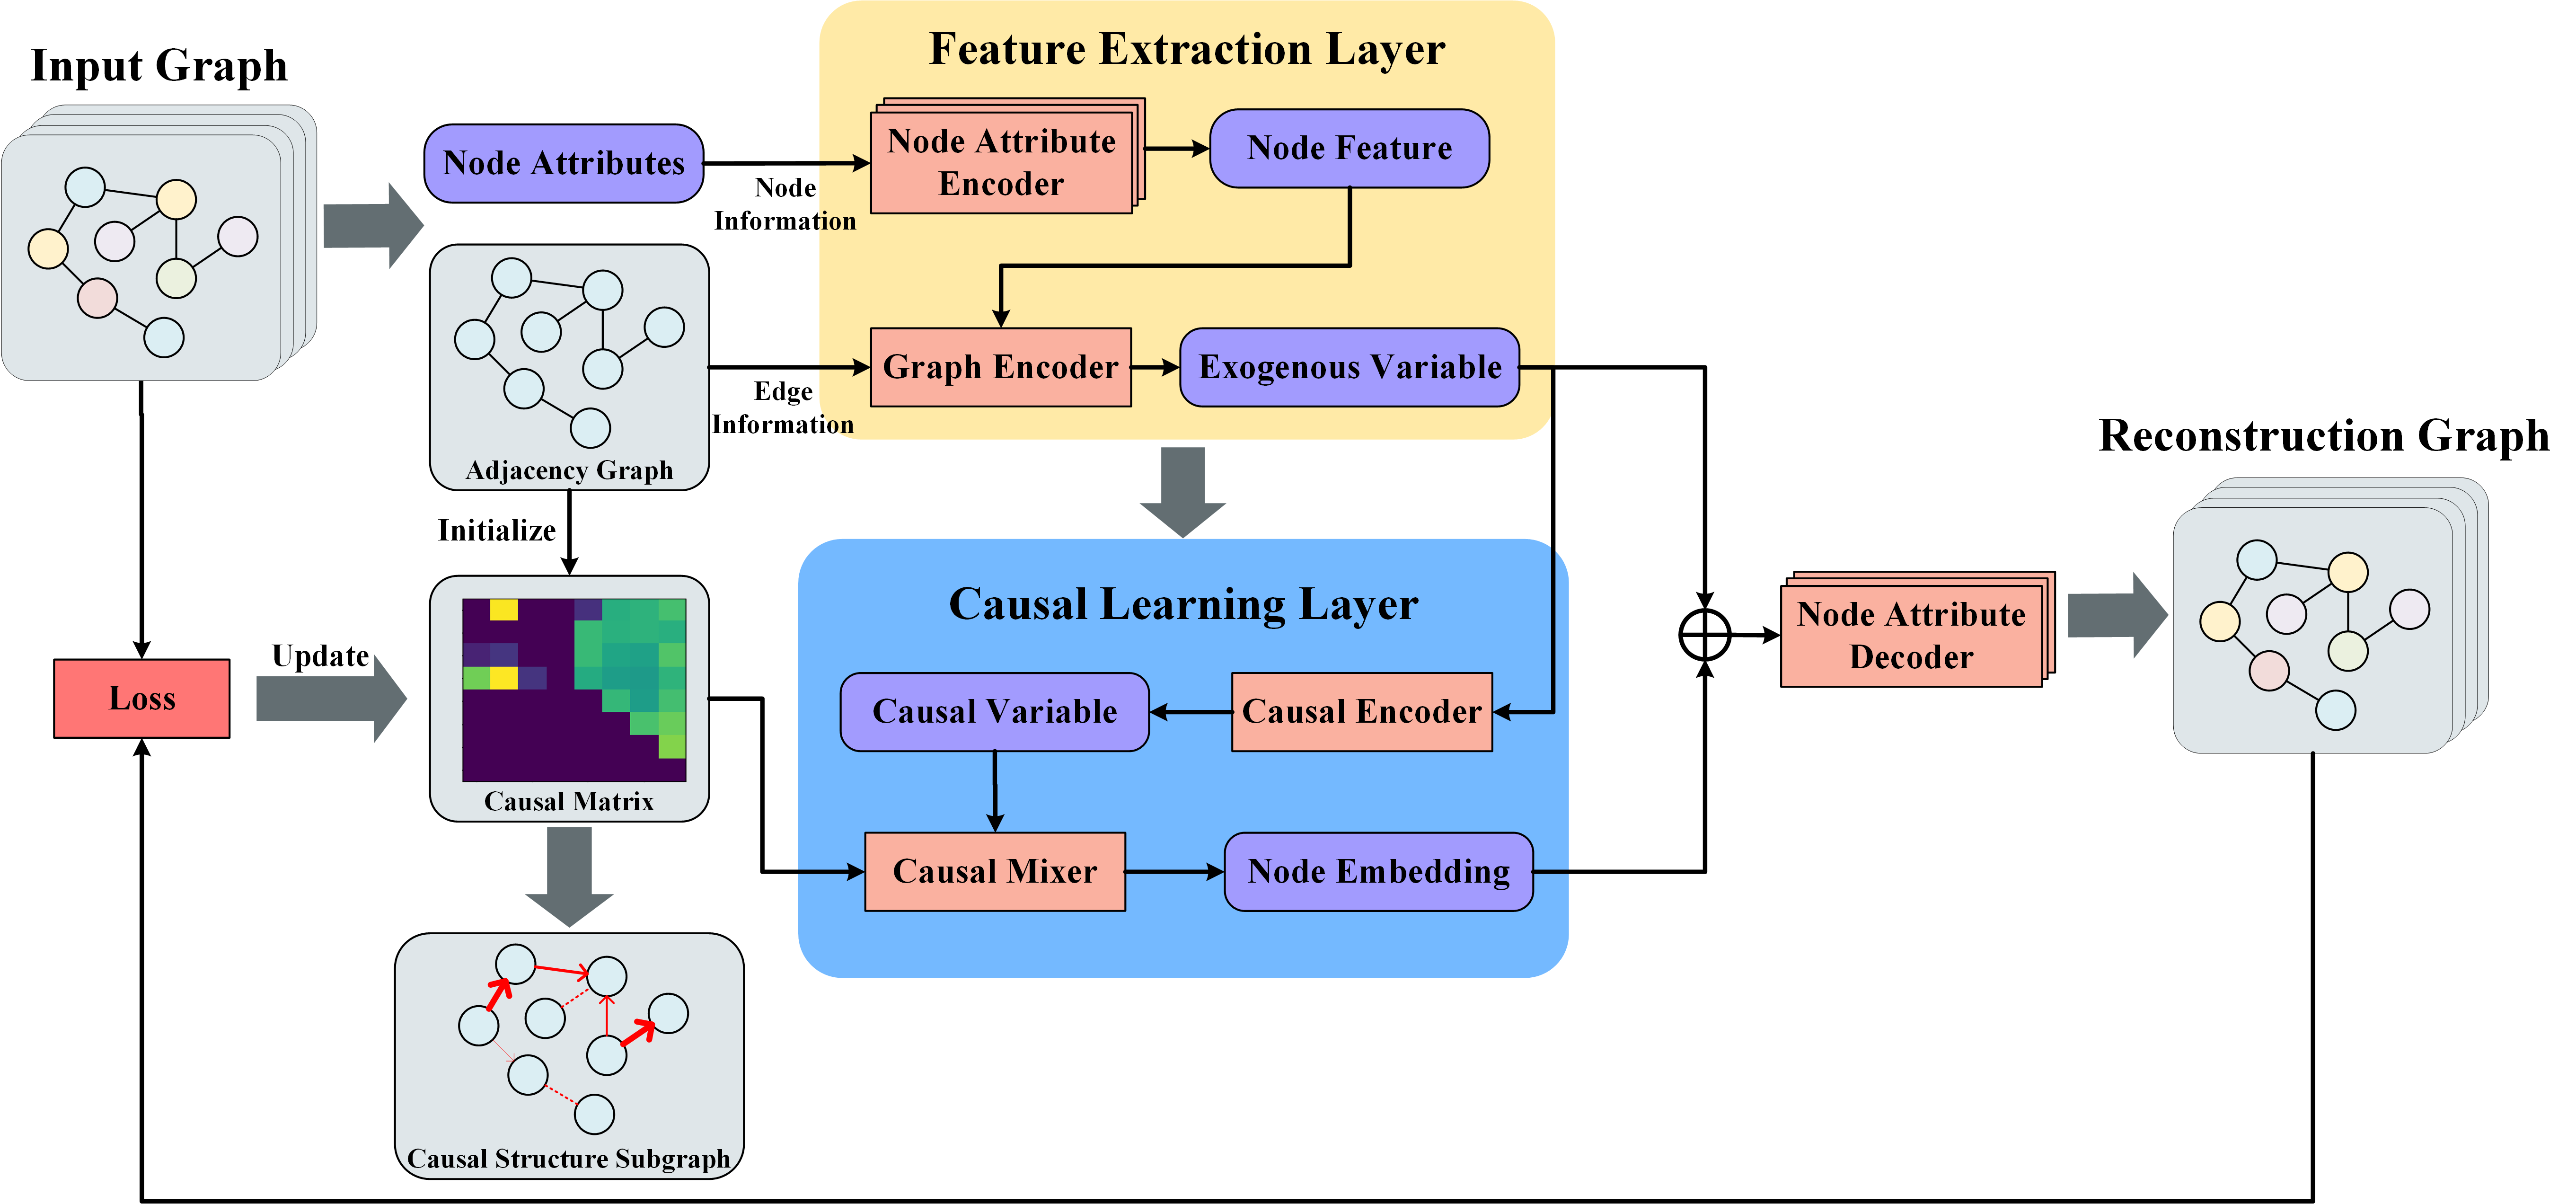 Input Graph
Feature Extraction Layer
Node Attributes
Node
Information
Node Attribute
Encoder
Node Feature
Adjacency Graph
Edge
Information
Graph Encoder
Exogenous Variable
Initialize
Reconstruction Graph
Causal Learning Layer
Loss
Update
Causal Matrix
Causal Variable
Causal Encoder
Causal Mixer
Node Embedding
Node Attribute
Decoder
Causal Structure Subgraph